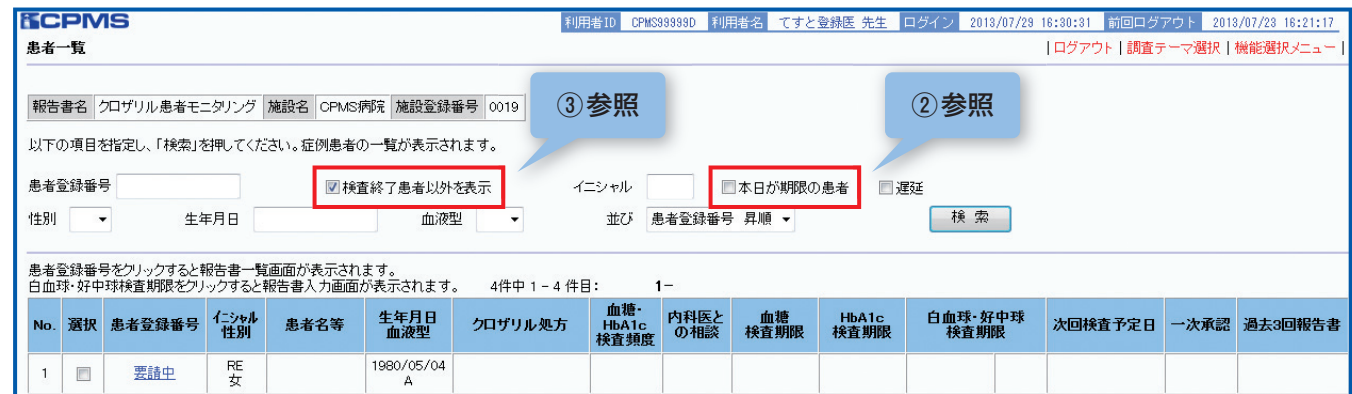 CPMS 利用者ID CPMS99999D 利用者名 てすと登録医 先生 ログイン 2013/07/29 16:30:31 前回ログアウト 2013/07/23 16:21:17
患者一覧 | ログアウト | 調査テーマ選択 | 機能選択メニュー |
報告書名 クロザリル患者モニタリング 施設名 CPMS病院 施設登録番号 0019
③参照 ②参照
以下の項目を指定し、「検索」を押してください。症例患者の一覧が表示されます。
患者登録番号 検査終了患者以外を表示 イニシャル 本日が期限の患者 遅延
性別 生年月日 血液型 並び 患者登録番号 昇順 検 索
患者登録番号をクリックすると報告書一覧画面が表示されます。
白血球・好中球検査期限をクリックすると報告書入力画面が表示されます。 4件中 1 - 4 件目: 1-
No. 選択 患者登録番号 イニシャル 性別 患者名等 生年月日 血液型 クロザリル処方 血糖・HbA1c検査頻度 内科医との相談 血糖検査期限 HbA1c検査期限 白血球・好中球検査期限 次回検査予定日 一次承認 過去3回報告書
1 要請中 RE 女 1980/05/04 A